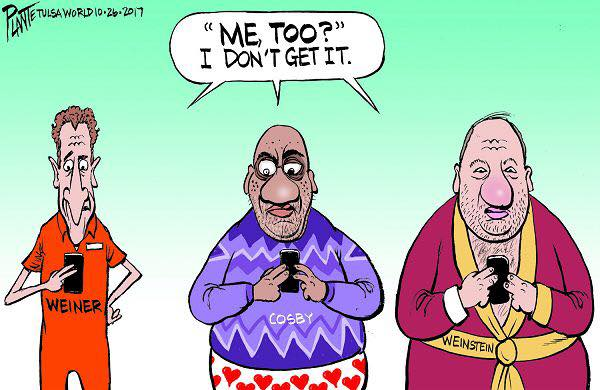 PLANTE TULSA WORLD 10·26·2017
"ME, TOO?"
I DON'T GET IT.
WEINER
COSBY
WEINSTEIN